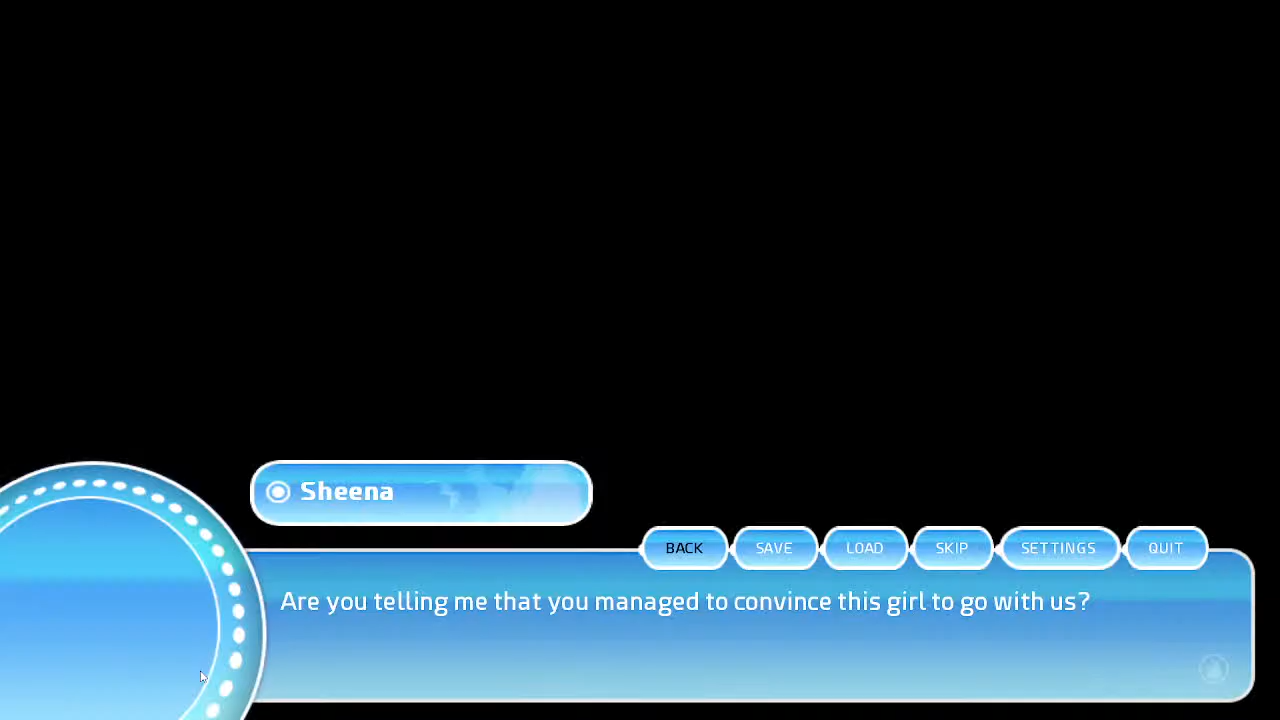 Sheena
BACK SAVE LOAD SKIP SETTINGS QUIT
Are you telling me that you managed to convince this girl to go with us?